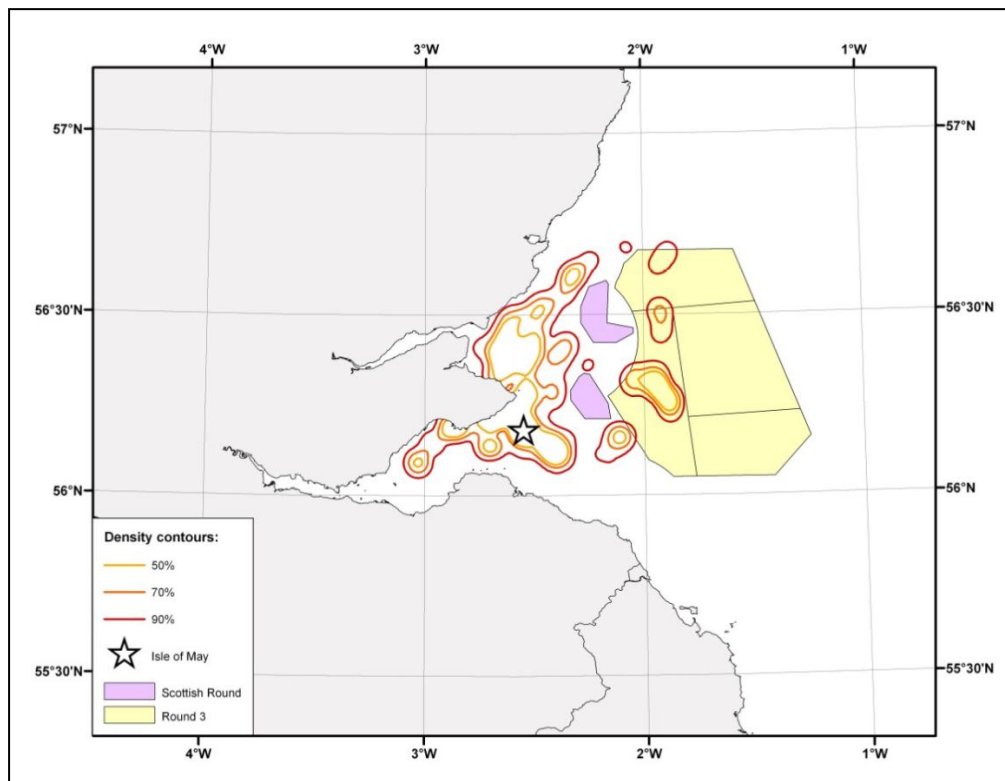 4°W 3°W 2°W 1°W
57°N 57°N
56°30'N 56°30'N
56°N 56°N
55°30'N 55°30'N
Density contours:
50%
70%
90%
Isle of May
Scottish Round
Round 3
4°W 3°W 2°W 1°W